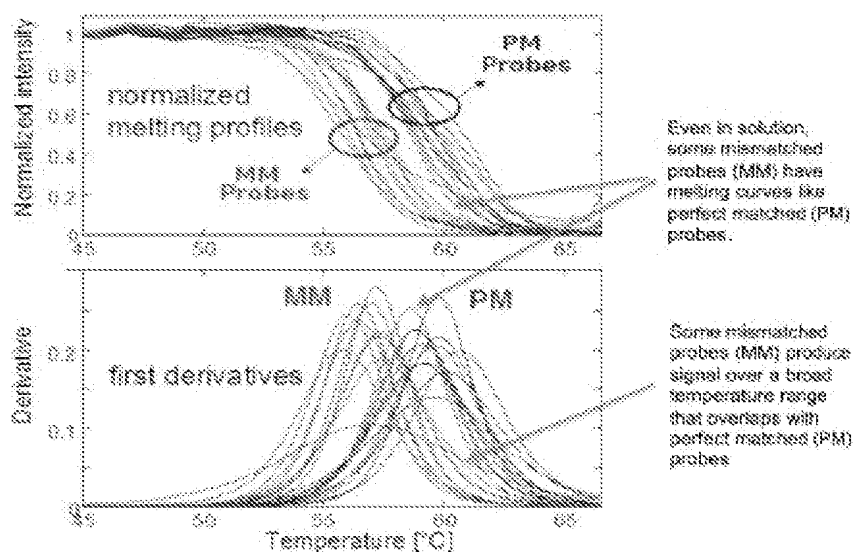 Normalized intensity
1
0.8
0.6
0.4
0.2
0
normalized
melting profiles
PM
Probes
MM
Probes
45
50
55
60
65
Even in solution,
some mismatched
probes (MM) have
melting curves like
perfect matched (PM)
probes.
Derivative
0.2
0.1
0
MM
PM
first derivatives
45
50
55
60
65
Temperature [°C]
Some mismatched
probes (MM) produce
signal over a broad
temperature range
that overlaps with
perfect matched (PM)
probes